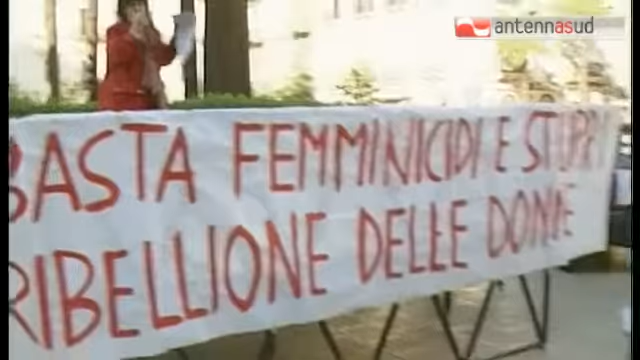 antennasud
BASTA FEMMINICIDI E STUPRI
RIBELLIONE DELLE DONNE